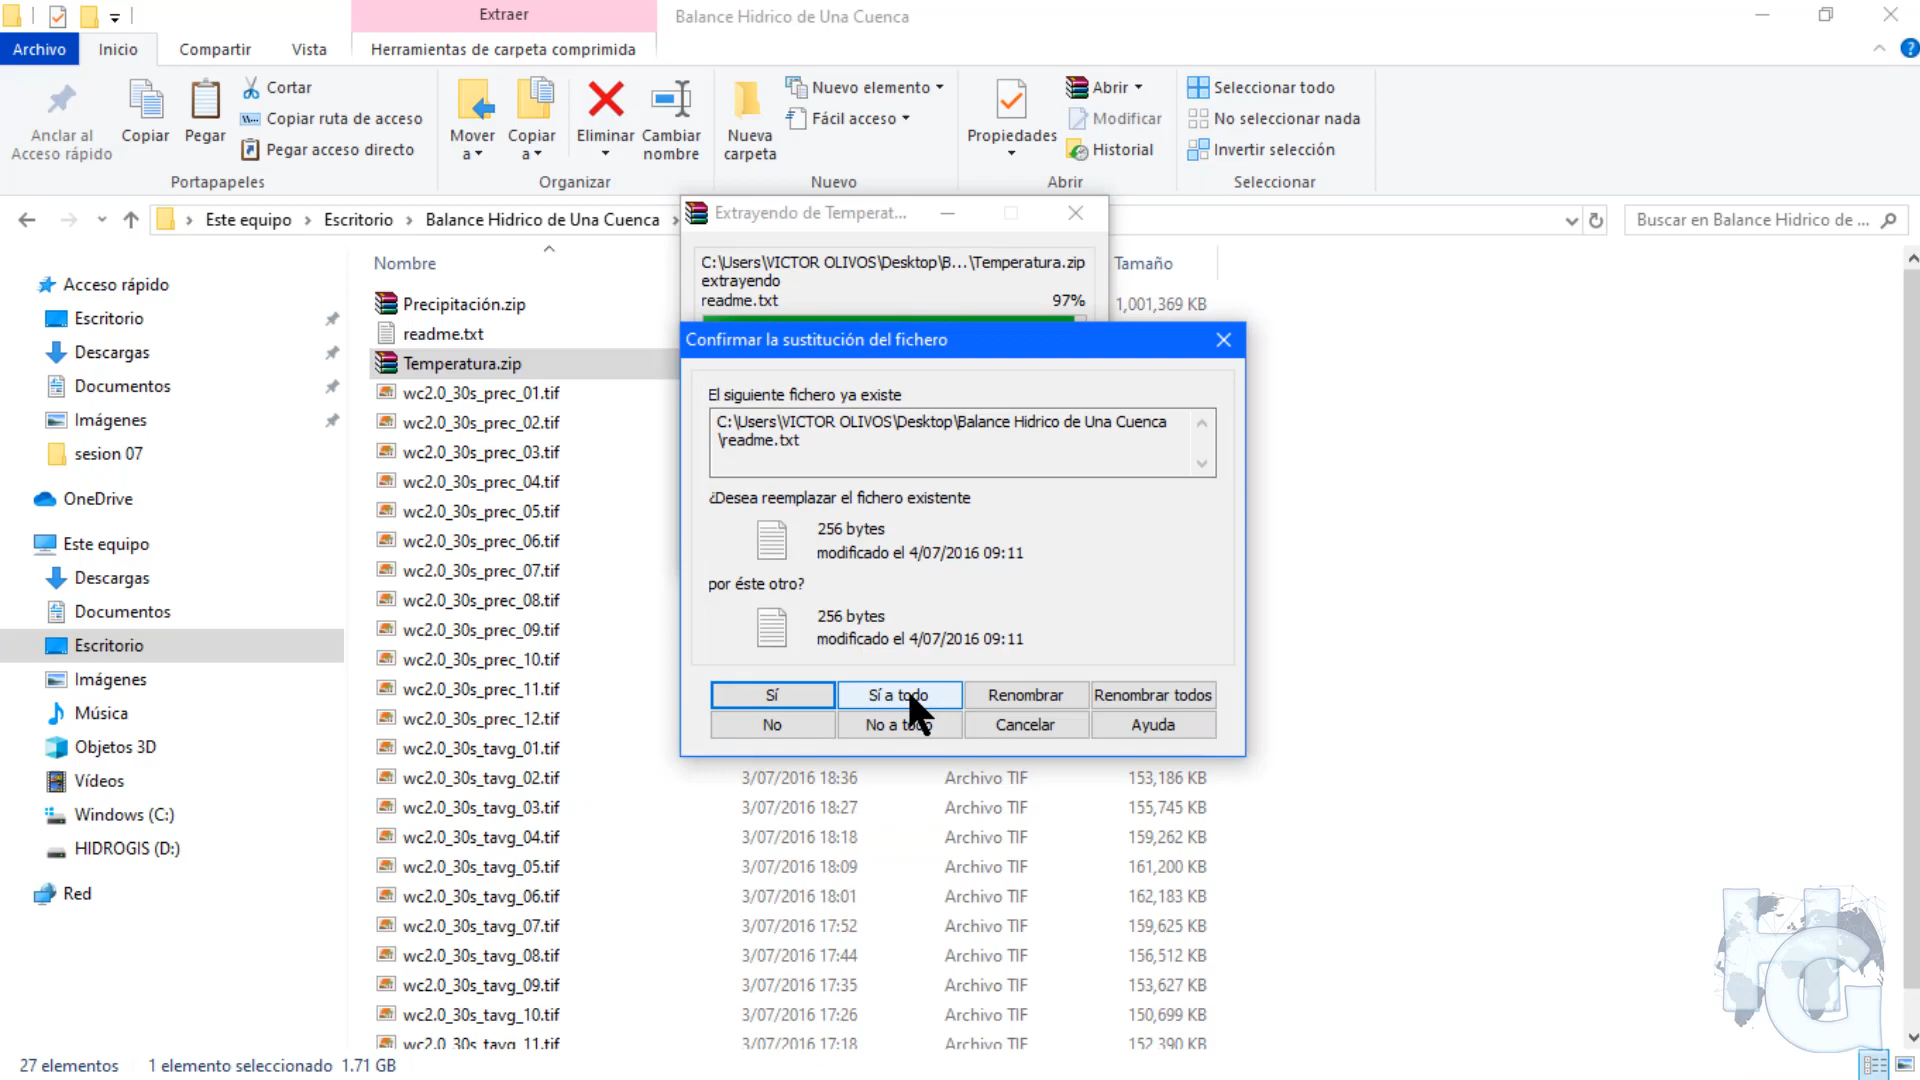 Extraer
Balance Hidrico de Una Cuenca
Archivo
Inicio
Compartir
Vista
Herramientas de carpeta comprimida
Anclar al
Acceso rápido
Copiar
Pegar
Cortar
Copiar ruta de acceso
Pegar acceso directo
Portapapeles
Mover
a
Copiar
a
Eliminar
Cambiar
nombre
Organizar
Nueva
carpeta
Nuevo elemento
Fácil acceso
Nuevo
Propiedades
Abrir
Modificar
Historial
Abrir
Seleccionar todo
No seleccionar nada
Invertir selección
Seleccionar
Este equipo
Escritorio
Balance Hidrico de Una Cuenca
Buscar en Balance Hidrico de ...
Acceso rápido
Escritorio
Descargas
Documentos
Imágenes
sesion 07
OneDrive
Este equipo
Descargas
Documentos
Escritorio
Imágenes
Música
Objetos 3D
Vídeos
Windows (C:)
HIDROGIS (D:)
Red
Nombre
Tamaño
Precipitación.zip
1,001,369 KB
readme.txt
Temperatura.zip
wc2.0_30s_prec_01.tif
wc2.0_30s_prec_02.tif
wc2.0_30s_prec_03.tif
wc2.0_30s_prec_04.tif
wc2.0_30s_prec_05.tif
wc2.0_30s_prec_06.tif
wc2.0_30s_prec_07.tif
wc2.0_30s_prec_08.tif
wc2.0_30s_prec_09.tif
wc2.0_30s_prec_10.tif
wc2.0_30s_prec_11.tif
wc2.0_30s_prec_12.tif
wc2.0_30s_tavg_01.tif
wc2.0_30s_tavg_02.tif 3/07/2016 18:36 Archivo TIF 153,186 KB
wc2.0_30s_tavg_03.tif 3/07/2016 18:27 Archivo TIF 155,745 KB
wc2.0_30s_tavg_04.tif 3/07/2016 18:18 Archivo TIF 159,262 KB
wc2.0_30s_tavg_05.tif 3/07/2016 18:09 Archivo TIF 161,200 KB
wc2.0_30s_tavg_06.tif 3/07/2016 18:01 Archivo TIF 162,183 KB
wc2.0_30s_tavg_07.tif 3/07/2016 17:52 Archivo TIF 159,625 KB
wc2.0_30s_tavg_08.tif 3/07/2016 17:44 Archivo TIF 156,512 KB
wc2.0_30s_tavg_09.tif 3/07/2016 17:35 Archivo TIF 153,627 KB
wc2.0_30s_tavg_10.tif 3/07/2016 17:26 Archivo TIF 150,699 KB
wc2.0_30s_tavg_11.tif 3/07/2016 17:18 Archivo TIF 152,390 KB
Extrayendo de Temperat...
C:\Users\VICTOR OLIVOS\Desktop\B...\Temperatura.zip
extrayendo
readme.txt 97%
Confirmar la sustitución del fichero
El siguiente fichero ya existe
C:\Users\VICTOR OLIVOS\Desktop\Balance Hidrico de Una Cuenca
\readme.txt
¿Desea reemplazar el fichero existente
256 bytes
modificado el 4/07/2016 09:11
por éste otro?
256 bytes
modificado el 4/07/2016 09:11
Sí
Sí a todo
Renombrar
Renombrar todos
No
No a todo
Cancelar
Ayuda
27 elementos
1 elemento seleccionado 1.71 GB
HG